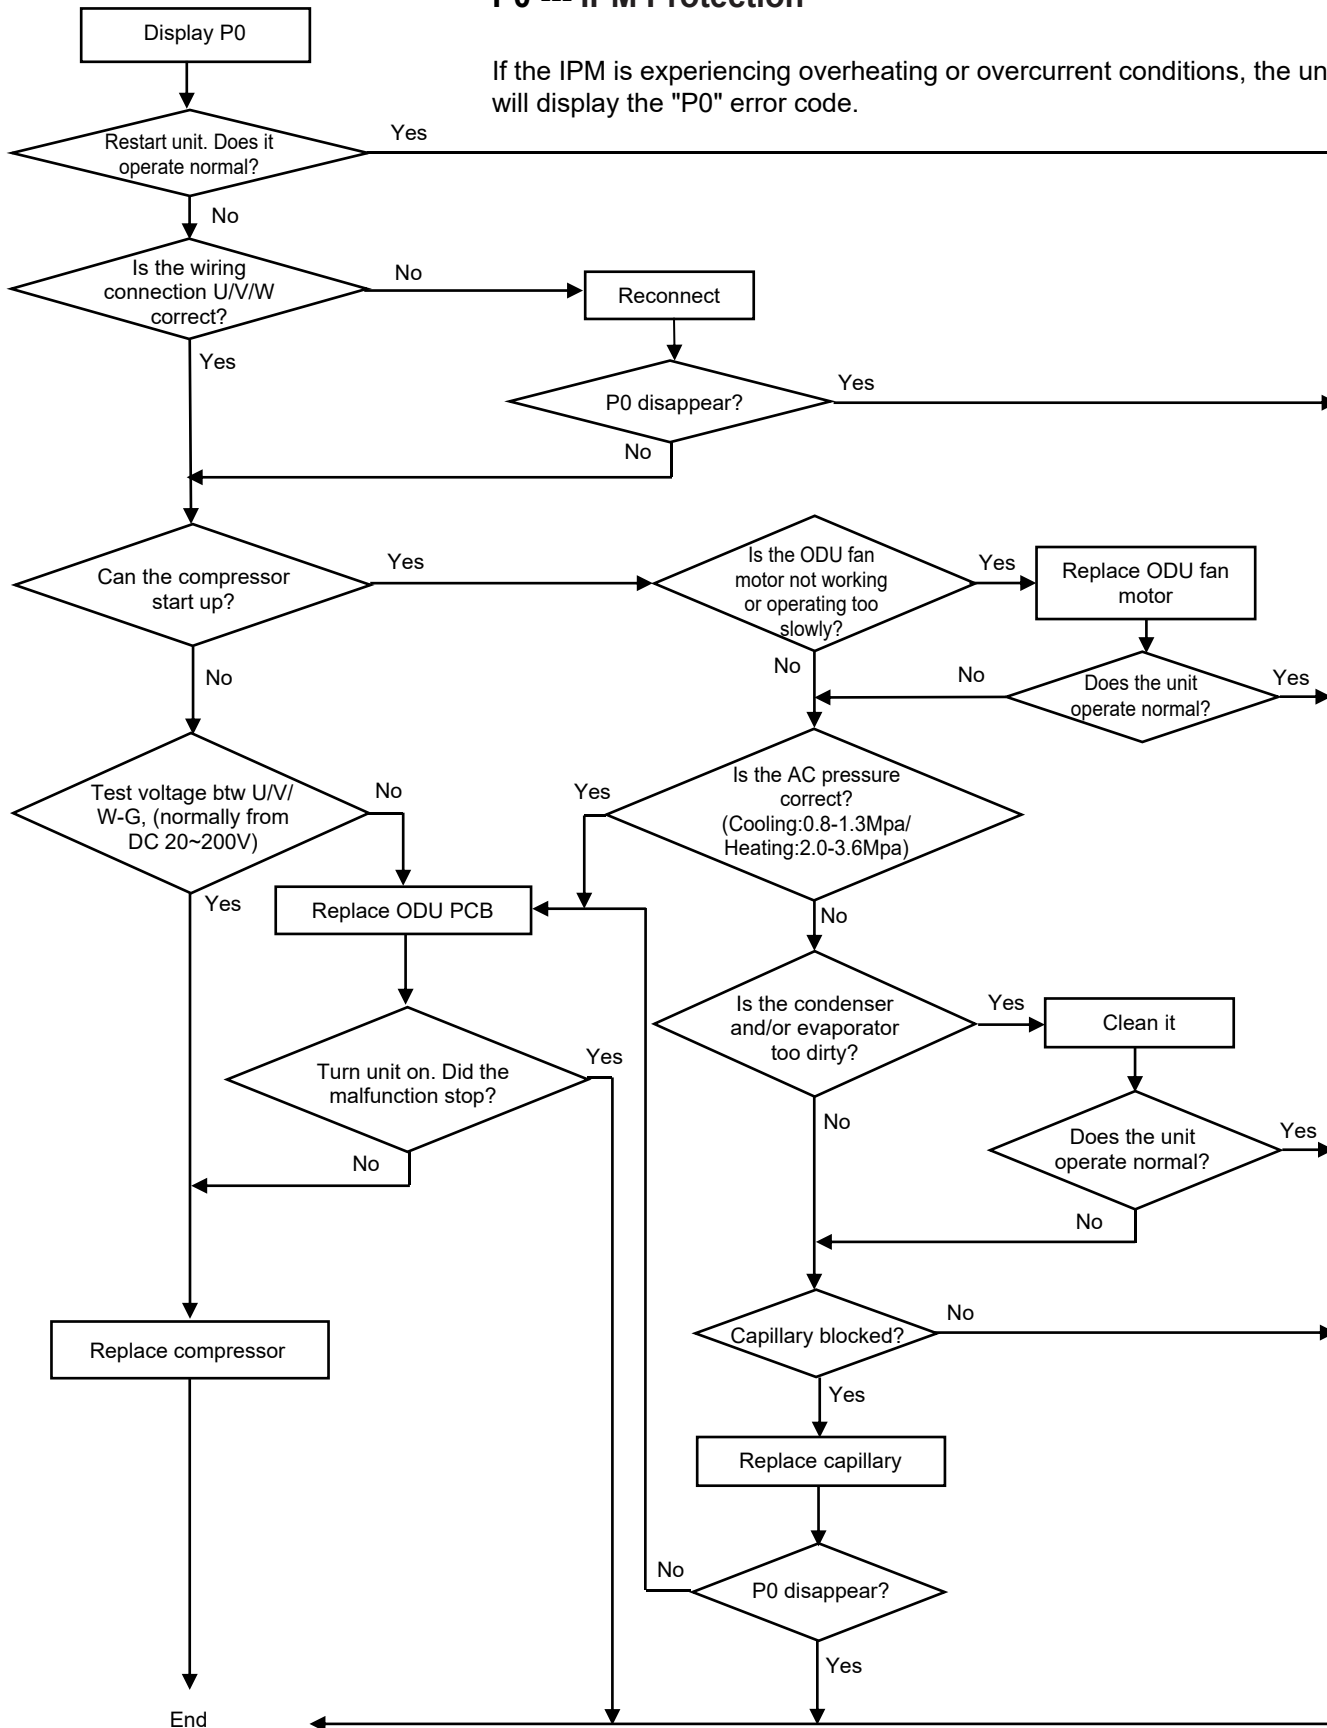 P0 --- IPM Protection
If the IPM is experiencing overheating or overcurrent conditions, the un
will display the "P0" error code.
Display P0
Restart unit. Does it
operate normal?
Yes
No
Is the wiring
connection U/V/W
correct?
No
Reconnect
Yes
P0 disappear?
Yes
No
Can the compressor
start up?
Yes
Is the ODU fan
motor not working
or operating too
slowly?
Yes
Replace ODU fan
motor
No
No
No
Does the unit
operate normal?
Yes
Test voltage btw U/V/
W-G, (normally from
DC 20~200V)
No
Yes
Is the AC pressure
correct?
(Cooling:0.8-1.3Mpa/
Heating:2.0-3.6Mpa)
Yes
Replace ODU PCB
No
Is the condenser
and/or evaporator
too dirty?
Yes
Clean it
Turn unit on. Did the
malfunction stop?
Yes
No
No
Does the unit
operate normal?
Yes
No
Capillary blocked?
No
Replace compressor
Yes
Replace capillary
No
P0 disappear?
Yes
End